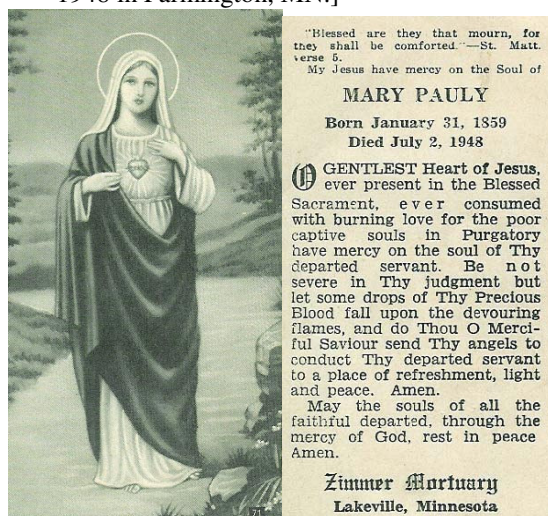 1948 in Farmington, MN.]
"Blessed are they that mourn, for
they shall be comforted."—St. Matt.
verse 5.
My Jesus have mercy on the Soul of
MARY PAULY
Born January 31, 1859
Died July 2, 1948
O GENTLEST Heart of Jesus,
ever present in the Blessed
Sacrament, ever consumed
with burning love for the poor
captive souls in Purgatory
have mercy on the soul of Thy
departed servant. Be not
severe in Thy judgment but
let some drops of Thy Precious
Blood fall upon the devouring
flames, and do Thou O Merci-
ful Saviour send Thy angels to
conduct Thy departed servant
to a place of refreshment, light
and peace. Amen.
May the souls of all the
faithful departed, through the
mercy of God, rest in peace
Amen.
Zimmer Mortuary
Lakeville, Minnesota
71